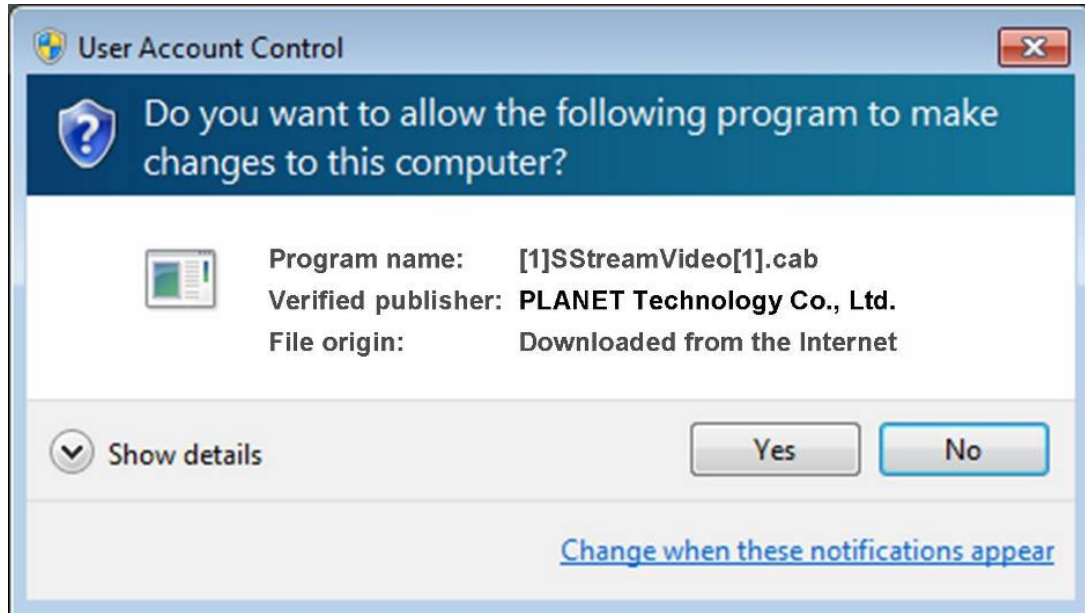 User Account Control
Do you want to allow the following program to make
changes to this computer?
Program name: [1]SStreamVideo[1].cab
Verified publisher: PLANET Technology Co., Ltd.
File origin: Downloaded from the Internet
Show details
Yes
No
Change when these notifications appear